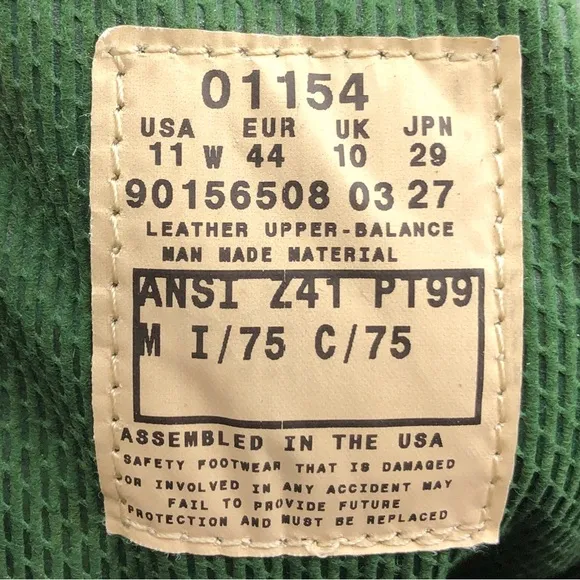 01154
USA EUR UK JPN
11 W 44 10 29
90156508 03 27
LEATHER UPPER-BALANCE
MAN MADE MATERIAL
ANSI Z41 PT99
M I/75 C/75
ASSEMBLED IN THE USA
SAFETY FOOTWEAR THAT IS DAMAGED
OR INVOLVED IN ANY ACCIDENT MAY
FAIL TO PROVIDE FUTURE
PROTECTION AND MUST BE REPLACED